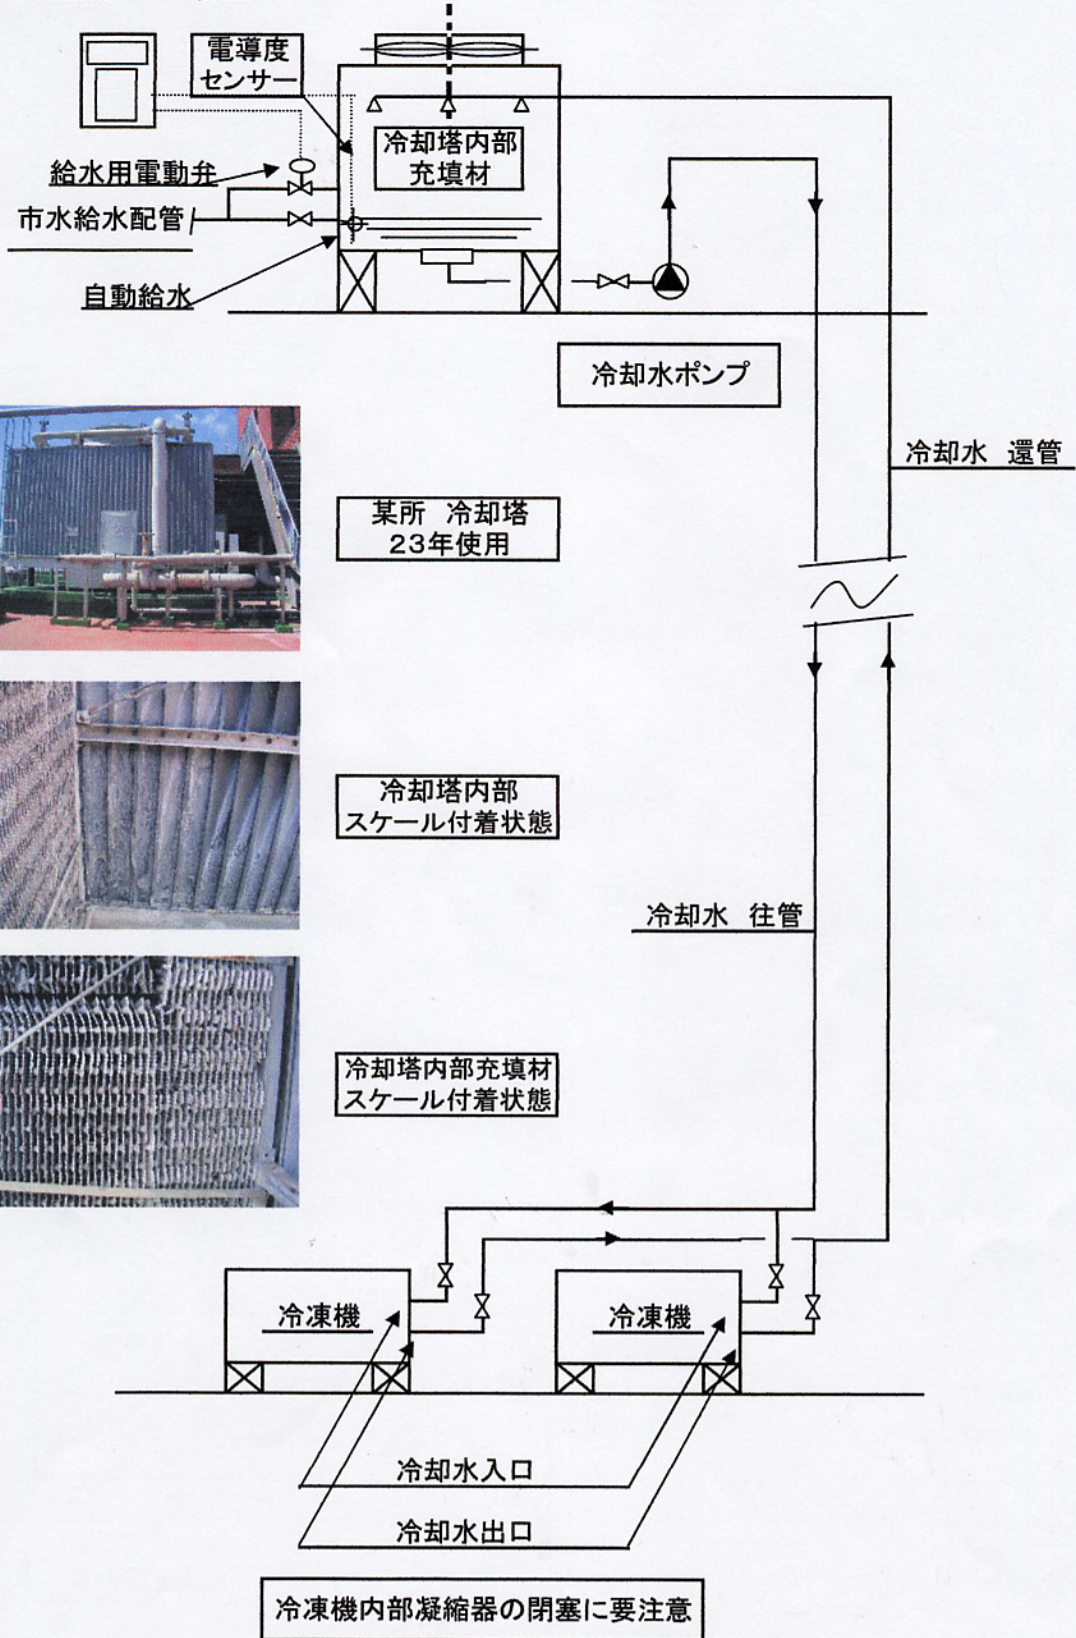 電導度
センサー
冷却塔内部
充填材
給水用電動弁
市水給水配管
自動給水
冷却水ポンプ
冷却水 還管
某所 冷却塔
23年使用
冷却塔内部
スケール付着状態
冷却水 往管
冷却塔内部充填材
スケール付着状態
冷凍機
冷凍機
冷却水入口
冷却水出口
冷凍機内部凝縮器の閉塞に要注意